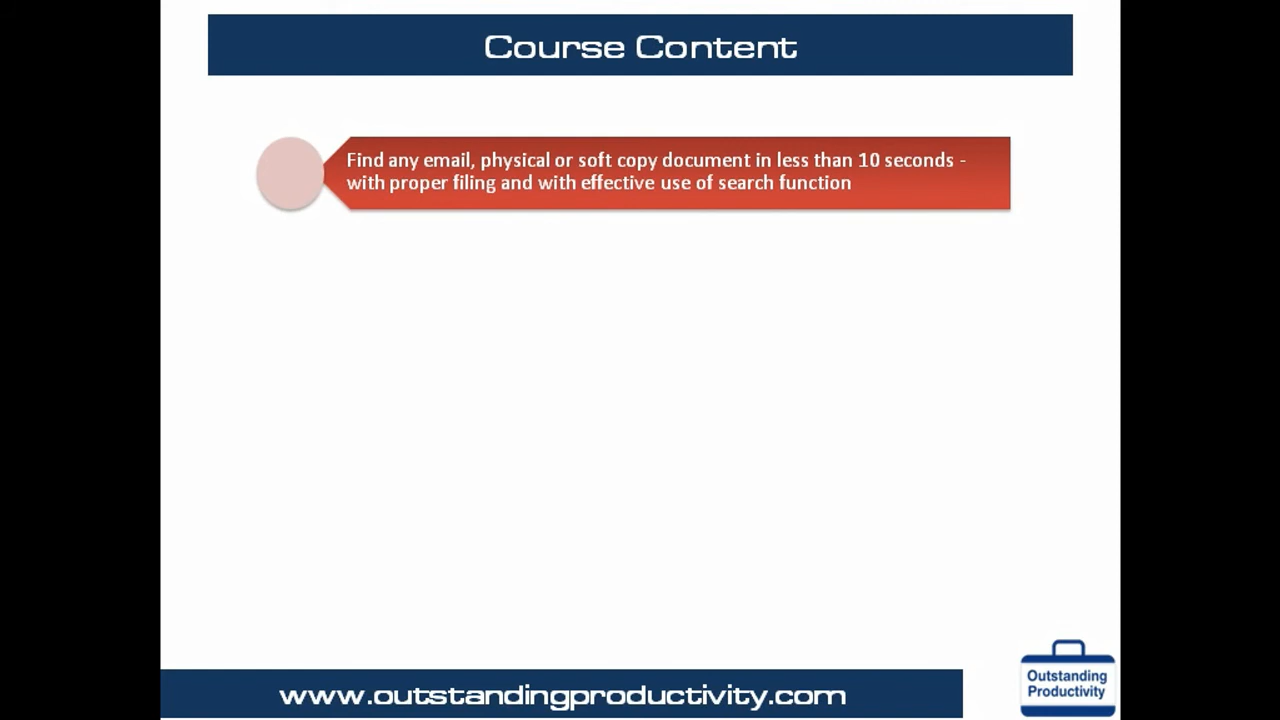 Course Content
Find any email, physical or soft copy document in less than 10 seconds -
with proper filing and with effective use of search function
www.outstandingproductivity.com
Outstanding
Productivity